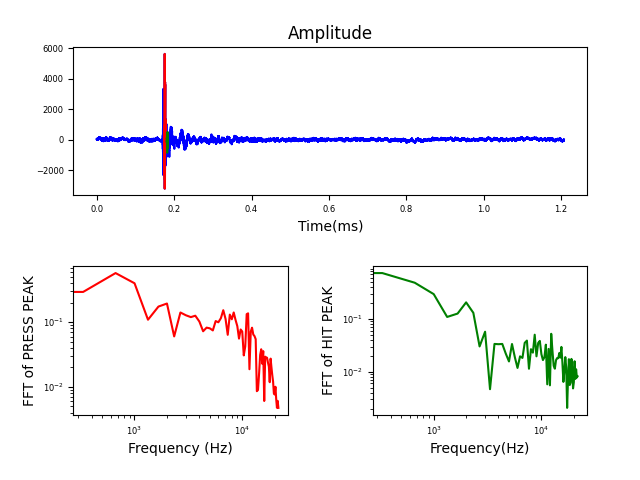 Amplitude
6000
4000
2000
0
−2000
0.0 0.2 0.4 0.6 0.8 1.0 1.2
Time(ms)
FFT of PRESS PEAK
10⁻¹
10⁻²
10³ 10⁴
Frequency (Hz)
FFT of HIT PEAK
10⁻¹
10⁻²
10³ 10⁴
Frequency(Hz)